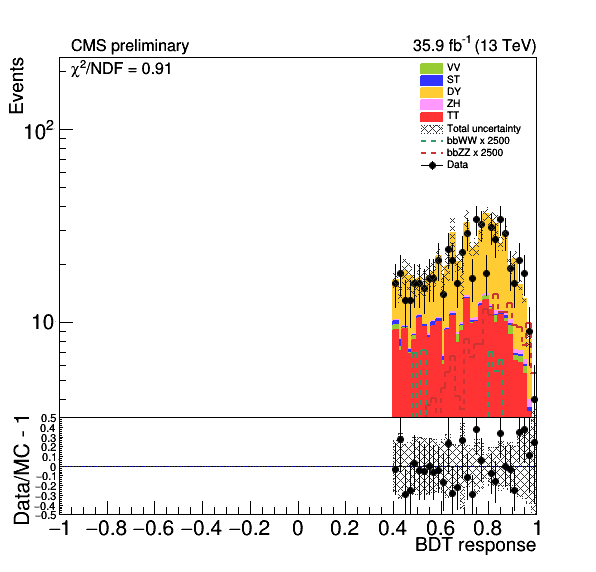 CMS preliminary 35.9 fb⁻¹ (13 TeV)
χ²/NDF = 0.91
Events
10²
10
VV
ST
DY
ZH
TT
Total uncertainty
bbWW x 2500
bbZZ x 2500
Data
Data/MC - 1
0.5
0.4
0.3
0.2
0.1
0
−0.1
−0.2
−0.3
−0.4
−0.5
−1 −0.8 −0.6 −0.4 −0.2 0 0.2 0.4 0.6 0.8 1
BDT response